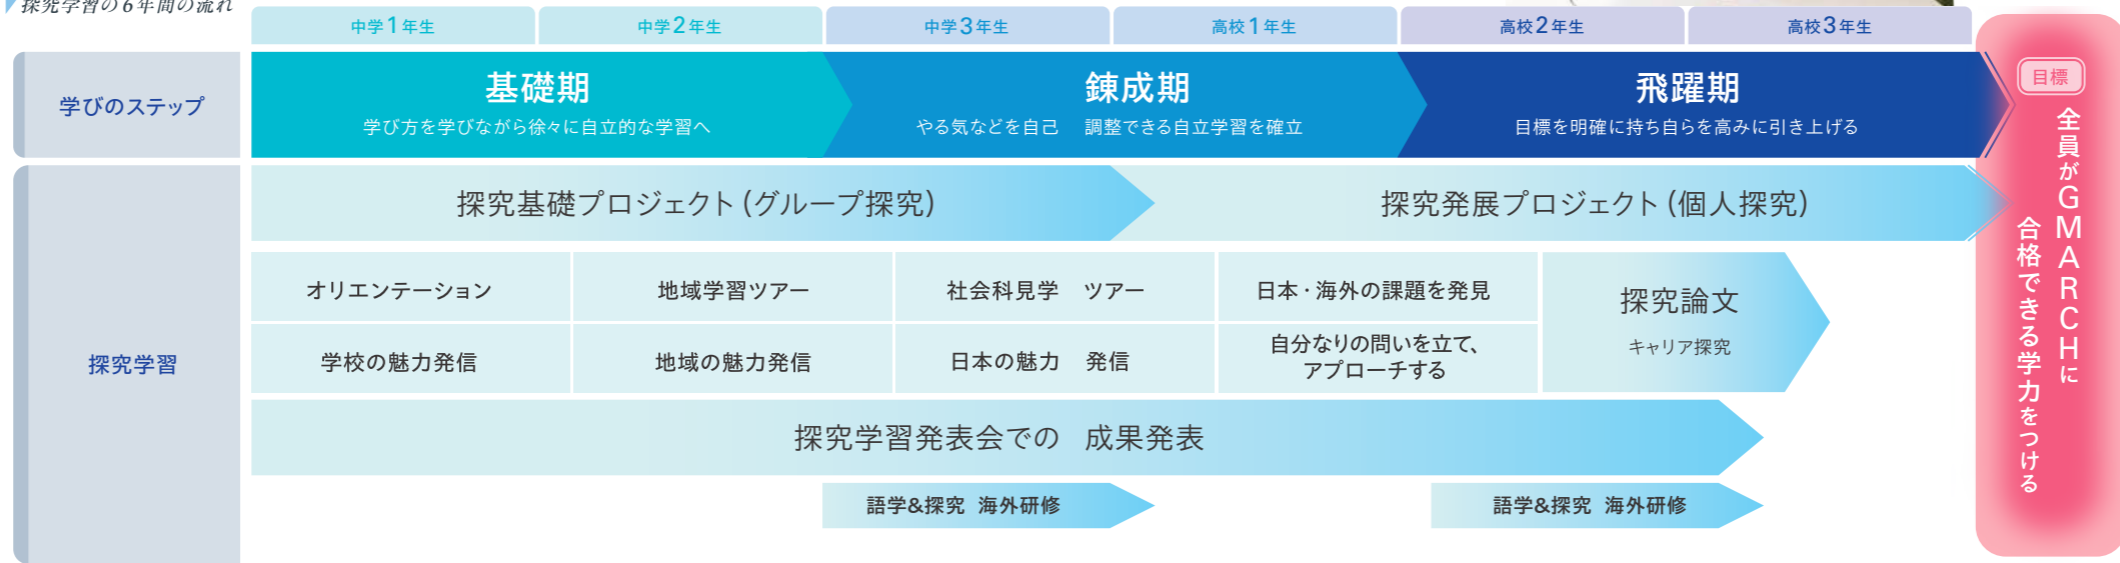 探究学習の6年間の流れ
中学1年生
中学2年生
中学3年生
高校1年生
高校2年生
高校3年生
学びのステップ
基礎期
学び方を学びながら徐々に自立的な学習へ
錬成期
やる気などを自己 調整できる自立学習を確立
飛躍期
目標を明確に持ち自らを高みに引き上げる
探究学習
探究基礎プロジェクト(グループ探究)
探究発展プロジェクト(個人探究)
オリエンテーション
地域学習ツアー
社会科見学 ツアー
日本・海外の課題を発見
学校の魅力発信
地域の魅力発信
日本の魅力 発信
自分なりの問いを立て、
アプローチする
探究論文
キャリア探究
探究学習発表会での 成果発表
語学&探究 海外研修
語学&探究 海外研修
目標
全員がGMARCHに
合格できる学力をつける